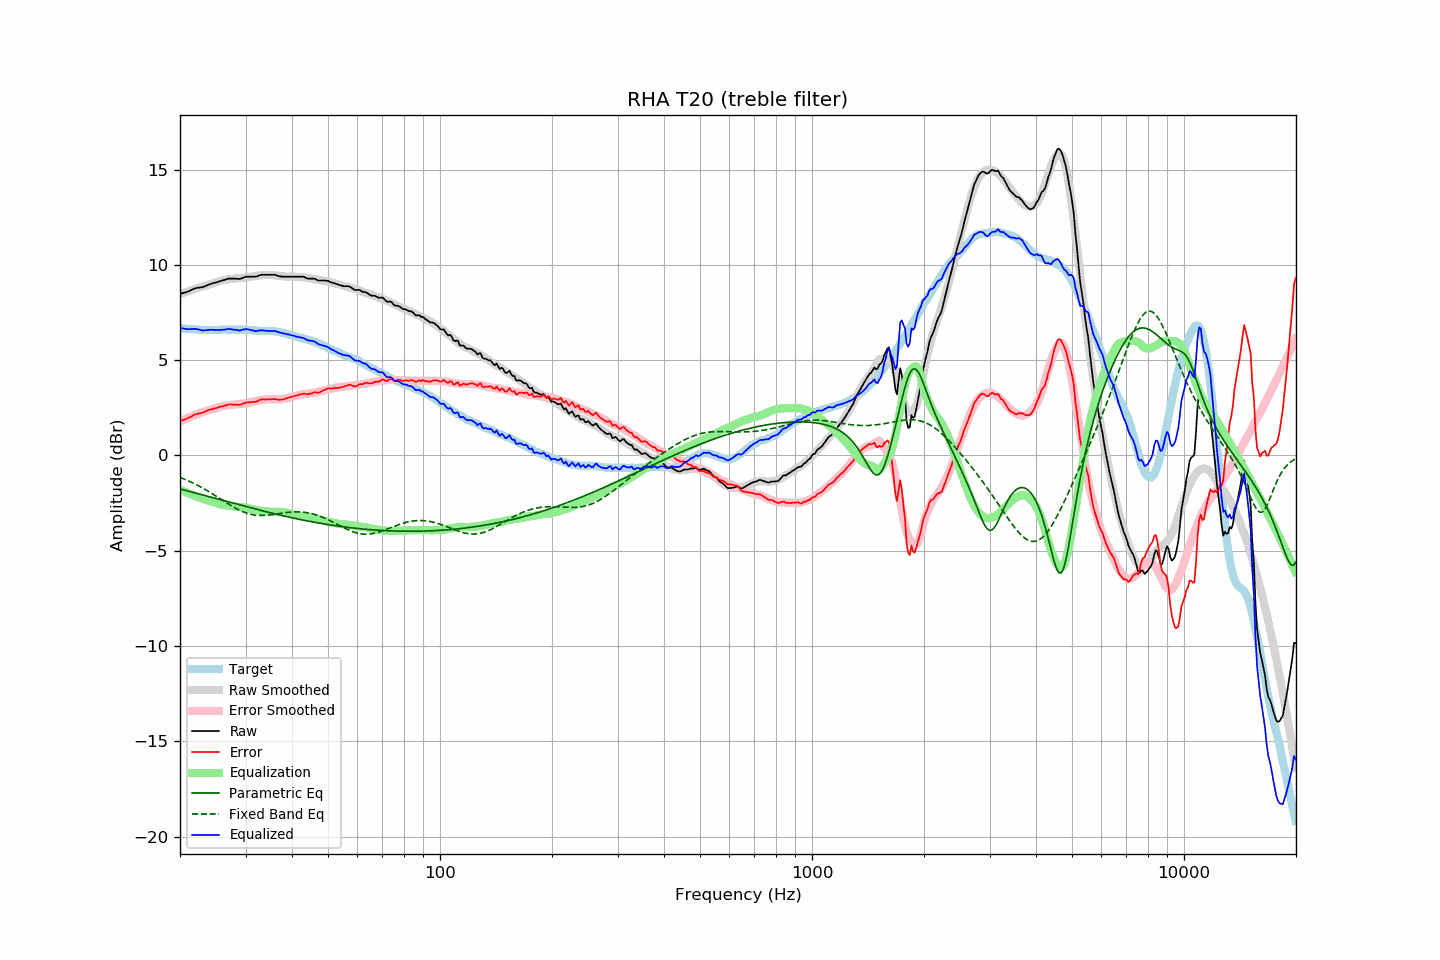 RHA T20 (treble filter)
Amplitude (dBr)
15
10
5
0
−5
−10
−15
−20
Target
Raw Smoothed
Error Smoothed
Raw
Error
Equalization
Parametric Eq
Fixed Band Eq
Equalized
100
1000
10000
Frequency (Hz)